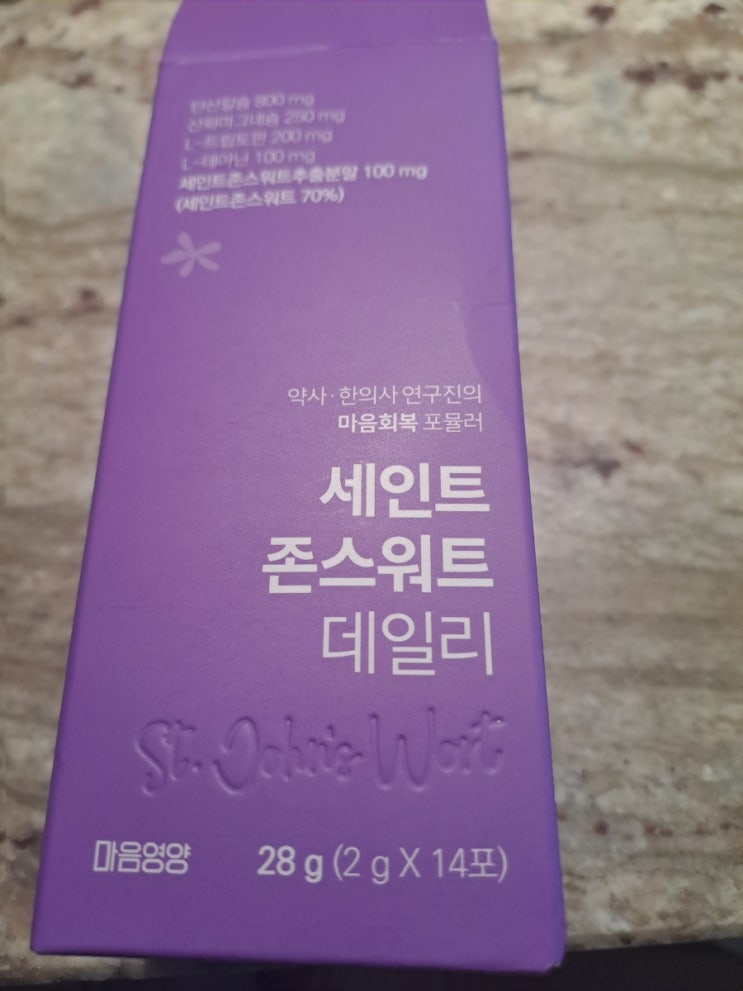 탄산칼슘 800 mg
산화마그네슘 250 mg
L-트립토판 200 mg
L-테아닌 100 mg
세인트존스워트추출분말 100 mg
(세인트존스워트 70%)
약사·한의사 연구진의
마음회복 포뮬러
세인트
존스워트
데일리
St. John's Wort
마음영양
28 g (2 g X 14포)